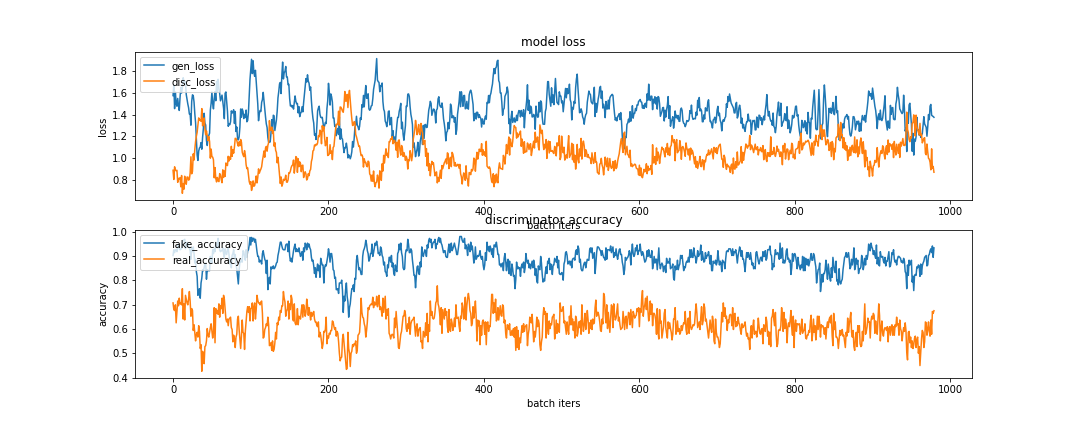 model loss
gen_loss
disc_loss
1.8
1.6
1.4
1.2
1.0
0.8
loss
0 200 400 600 800 1000
batch iters
discriminator accuracy
fake_accuracy
real_accuracy
1.0
0.9
0.8
0.7
0.6
0.5
0.4
accuracy
0 200 400 600 800 1000
batch iters